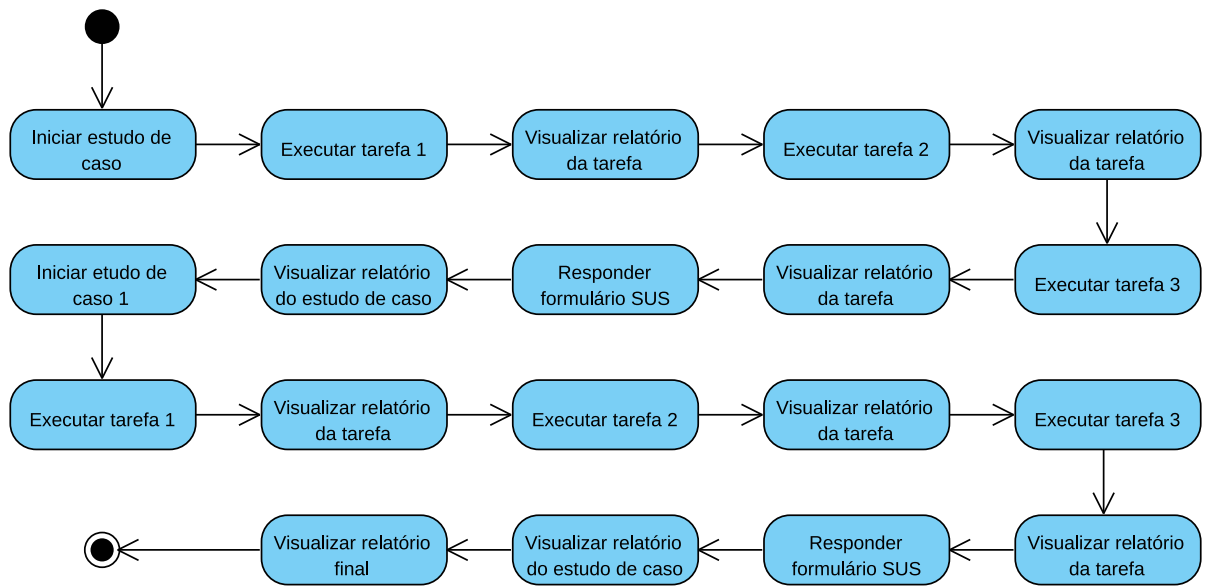 Iniciar estudo de
caso
Executar tarefa 1
Visualizar relatório
da tarefa
Executar tarefa 2
Visualizar relatório
da tarefa
Iniciar etudo de
caso 1
Visualizar relatório
do estudo de caso
Responder
formulário SUS
Visualizar relatório
da tarefa
Executar tarefa 3
Executar tarefa 1
Visualizar relatório
da tarefa
Executar tarefa 2
Visualizar relatório
da tarefa
Executar tarefa 3
Visualizar relatório
final
Visualizar relatório
do estudo de caso
Responder
formulário SUS
Visualizar relatório
da tarefa